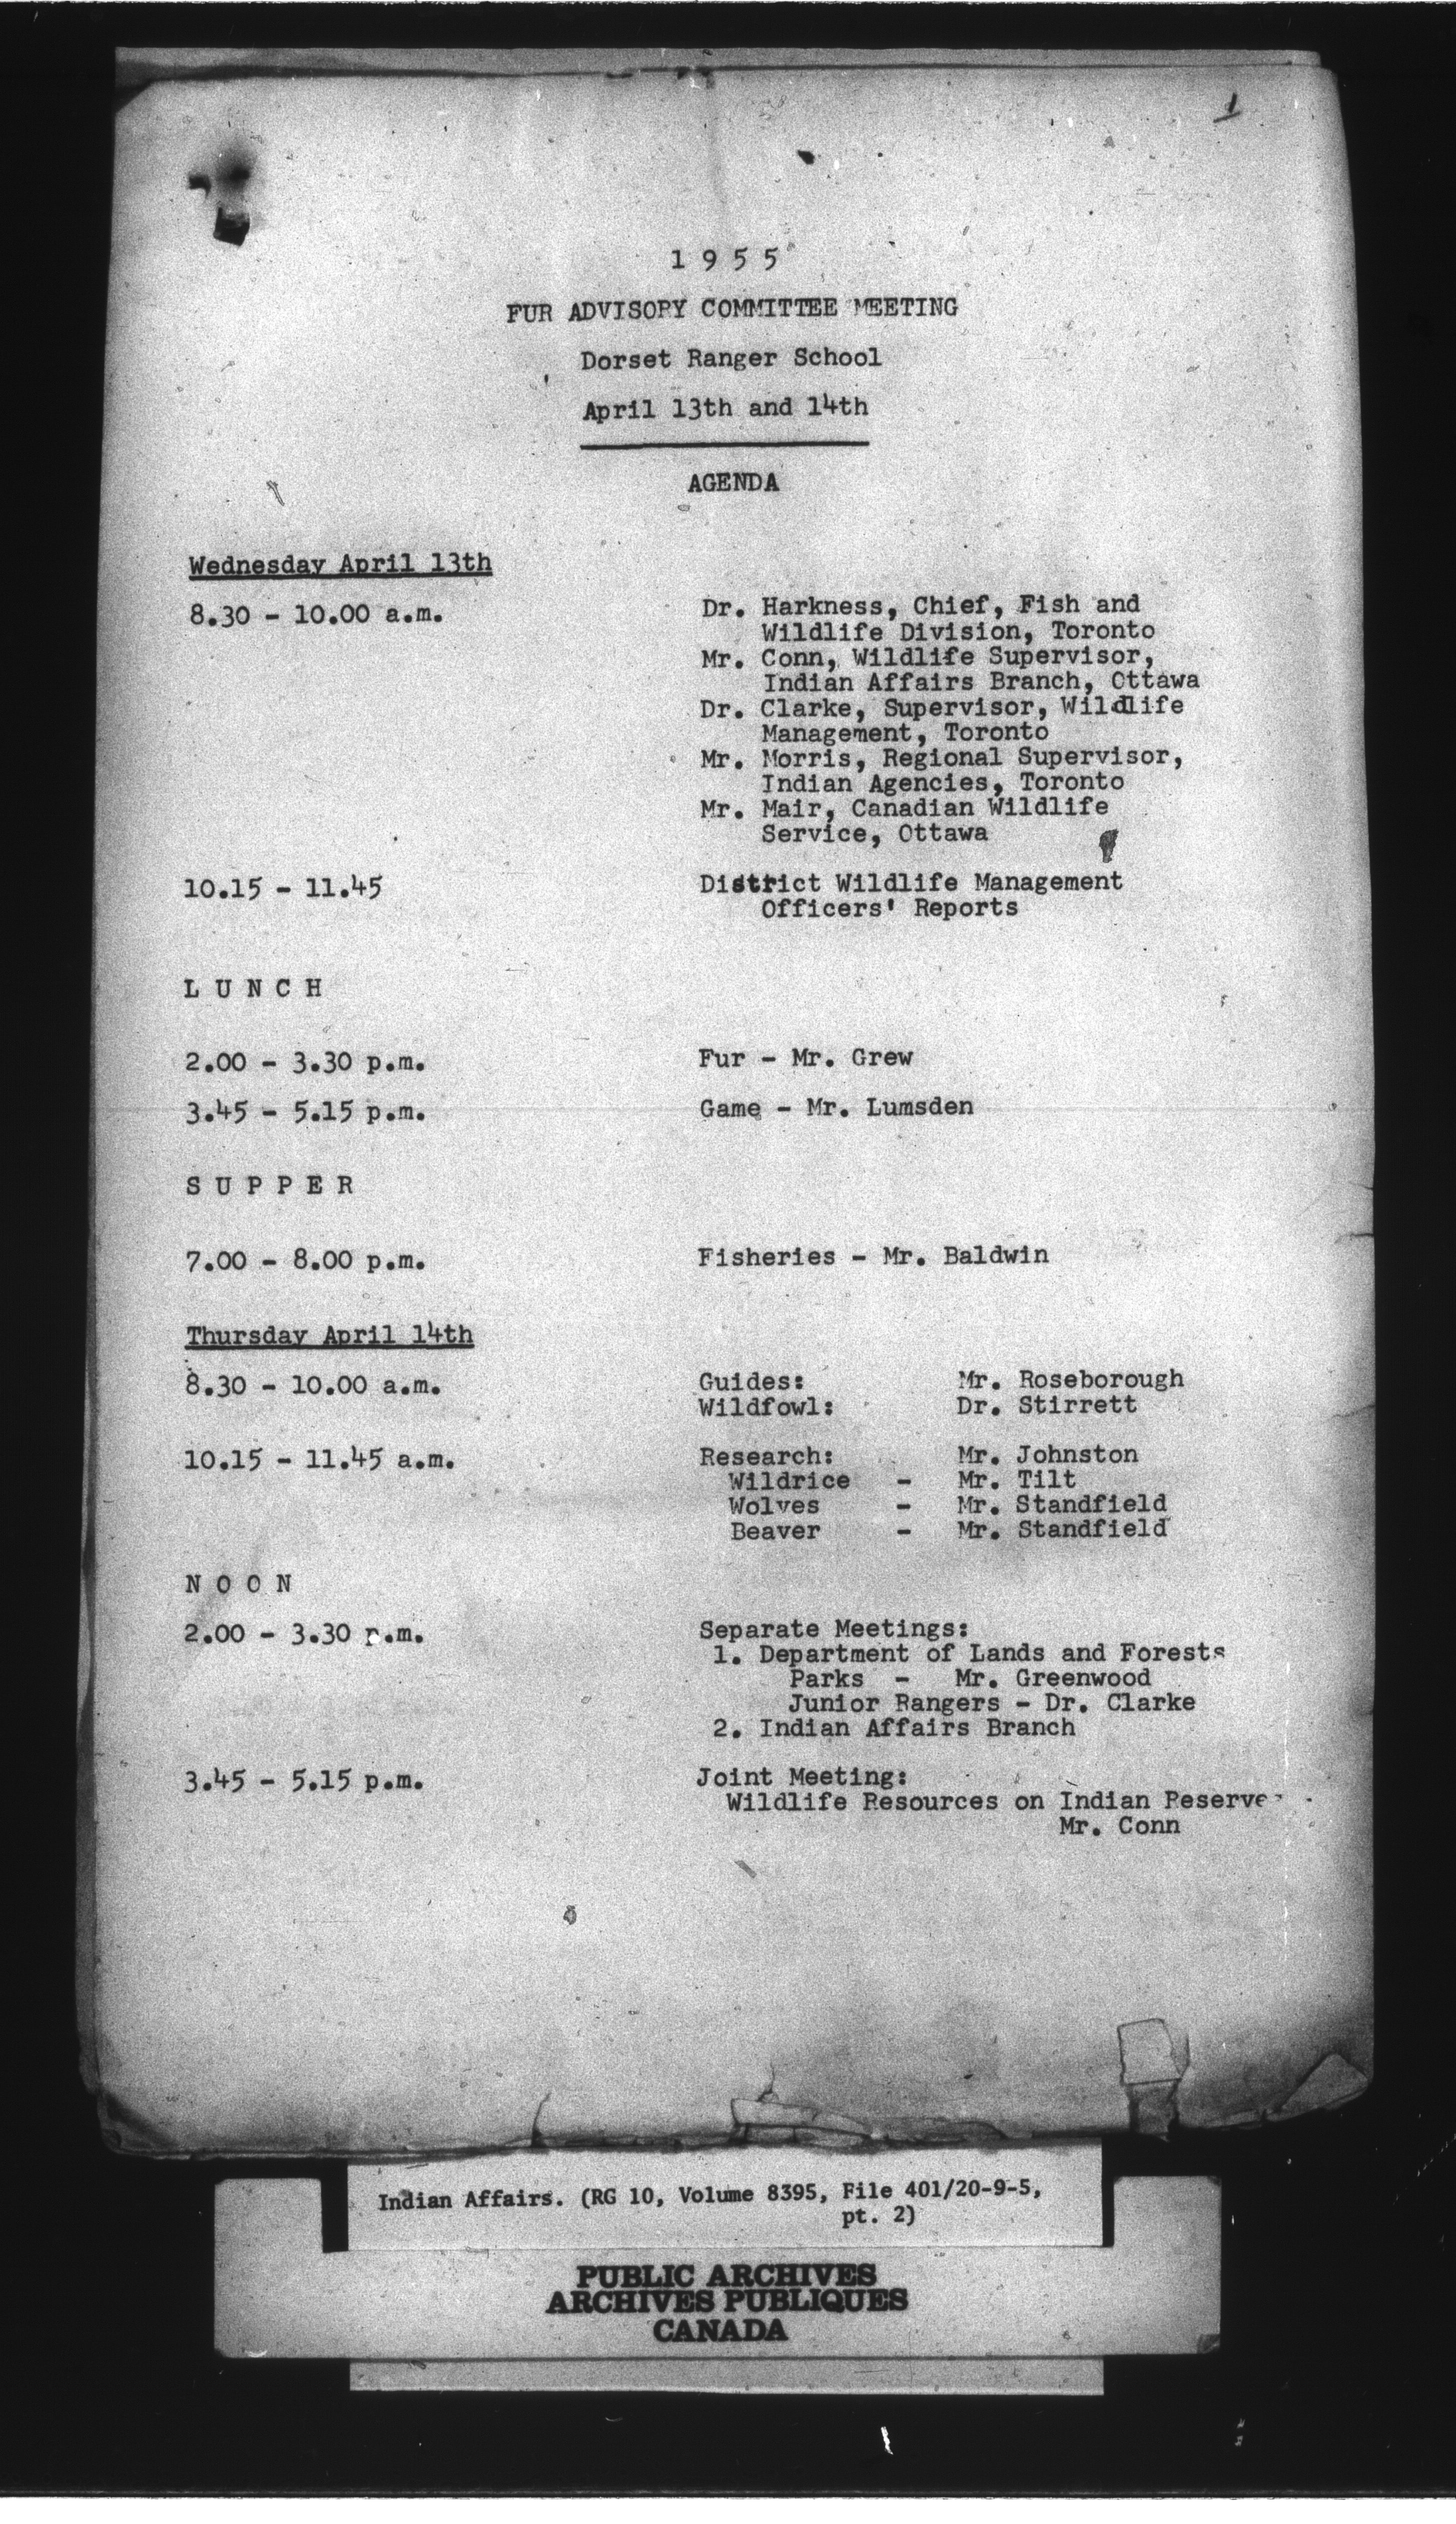 1
1 9 5 5
FUR ADVISORY COMMITTEE MEETING
Dorset Ranger School
April 13th and 14th
AGENDA
Wednesday April 13th
8.30 - 10.00 a.m. Dr. Harkness, Chief, Fish and
Wildlife Division, Toronto
Mr. Conn, Wildlife Supervisor,
Indian Affairs Branch, Ottawa
Dr. Clarke, Supervisor, Wildlife
Management, Toronto
Mr. Morris, Regional Supervisor,
Indian Agencies, Toronto
Mr. Mair, Canadian Wildlife
Service, Ottawa
10.15 - 11.45 District Wildlife Management
Officers' Reports
L U N C H
2.00 - 3.30 p.m. Fur - Mr. Grew
3.45 - 5.15 p.m. Game - Mr. Lumsden
S U P P E R
7.00 - 8.00 p.m. Fisheries - Mr. Baldwin
Thursday April 14th
8.30 - 10.00 a.m. Guides: Mr. Roseborough
Wildfowl: Dr. Stirrett
10.15 - 11.45 a.m. Research: Mr. Johnston
Wildrice - Mr. Tilt
Wolves - Mr. Standfield
Beaver - Mr. Standfield
N O O N
2.00 - 3.30 p.m. Separate Meetings:
1. Department of Lands and Forests
Parks - Mr. Greenwood
Junior Rangers - Dr. Clarke
2. Indian Affairs Branch
3.45 - 5.15 p.m. Joint Meeting:
Wildlife Resources on Indian Reserves -
Mr. Conn
Indian Affairs. (RG 10, Volume 8395, File 401/20-9-5,
pt. 2)
PUBLIC ARCHIVES
ARCHIVES PUBLIQUES
CANADA